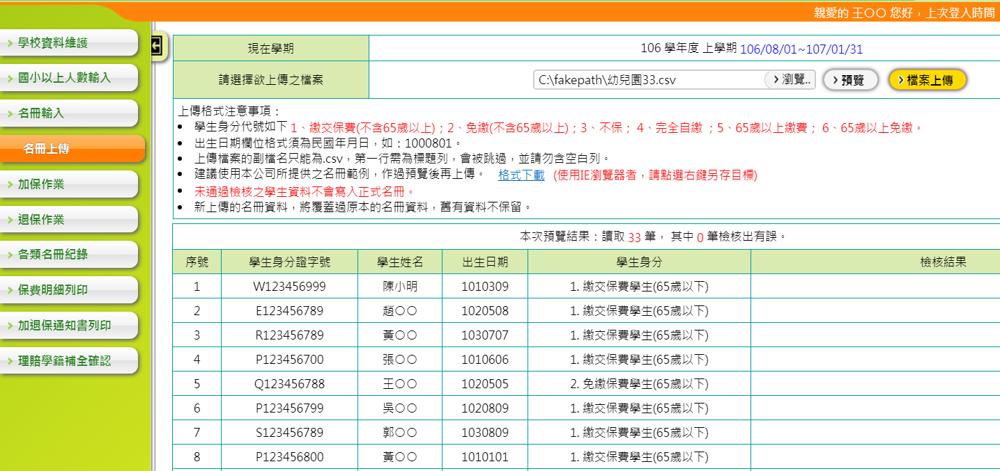 親愛的 王〇〇 您好，上次登入時間
學校資料維護
國小以上人數輸入
名冊輸入
名冊上傳
加保作業
退保作業
各類名冊紀錄
保費明細列印
加退保通知書列印
理賠學籍補全確認
現在學期 106 學年度 上學期 106/08/01~107/01/31
請選擇欲上傳之檔案 C:\fakepath\幼兒園33.csv 瀏覽.. 預覽 檔案上傳
上傳格式注意事項：
學生身分代號如下 1、繳交保費(不含65歲以上)；2、免繳(不含65歲以上)；3、不保； 4、完全自繳 ；5、65歲以上繳費； 6、65歲以上免繳。
出生日期欄位格式須為民國年月日，如：1000801。
上傳檔案的副檔名只能為.csv，第一行需為標題列，會被跳過，並請勿含空白列。
建議使用本公司所提供之名冊範例，作過預覽後再上傳。 格式下載 (使用IE瀏覽器者，請點選右鍵另存目標)
未通過檢核之學生資料不會寫入正式名冊。
新上傳的名冊資料，將覆蓋過原本的名冊資料，舊有資料不保留。
本次預覽結果：讀取 33 筆， 其中 0 筆檢核出有誤。
序號 學生身分證字號 學生姓名 出生日期 學生身分 檢核結果
1 W123456999 陳小明 1010309 1. 繳交保費學生(65歲以下)
2 E123456789 趙〇〇 1020508 1. 繳交保費學生(65歲以下)
3 R123456789 黃〇〇 1030707 1. 繳交保費學生(65歲以下)
4 P123456700 張〇〇 1010606 1. 繳交保費學生(65歲以下)
5 Q123456788 王〇〇 1020505 2. 免繳保費學生(65歲以下)
6 P123456799 吳〇〇 1020809 1. 繳交保費學生(65歲以下)
7 S123456789 郭〇〇 1030809 1. 繳交保費學生(65歲以下)
8 P123456800 黃〇〇 1010101 1. 繳交保費學生(65歲以下)